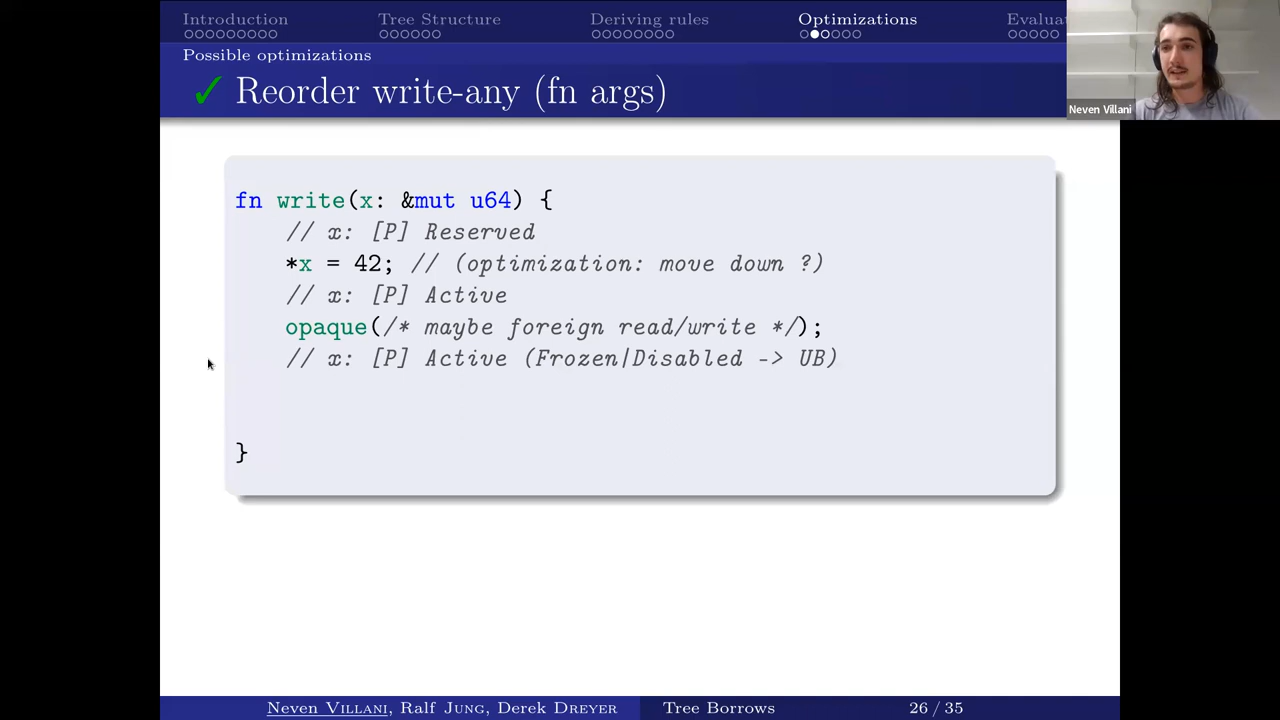 Introduction Tree Structure Deriving rules Optimizations Evalua
Possible optimizations
✓ Reorder write-any (fn args)
Neven Villani
fn write(x: &mut u64) {
// x: [P] Reserved
*x = 42; // (optimization: move down ?)
// x: [P] Active
opaque(/* maybe foreign read/write */);
// x: [P] Active (Frozen|Disabled -> UB)
}
Neven Villani, Ralf Jung, Derek Dreyer Tree Borrows 26 / 35